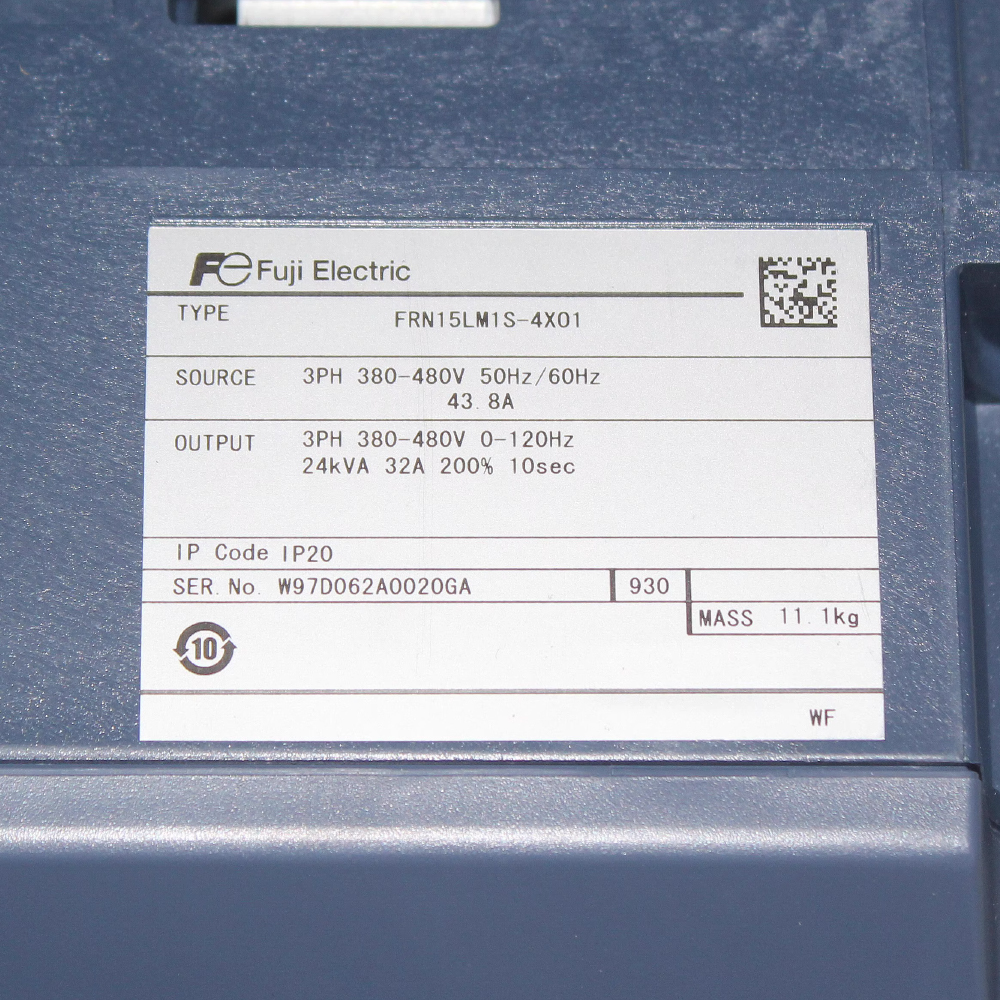 Fe Fuji Electric
TYPE FRN15LM1S-4X01
SOURCE 3PH 380-480V 50Hz/60Hz
43.8A
OUTPUT 3PH 380-480V 0-120Hz
24kVA 32A 200% 10sec
IP Code IP20
SER. No. W97D062A0020GA 930
MASS 11.1kg
10
WF